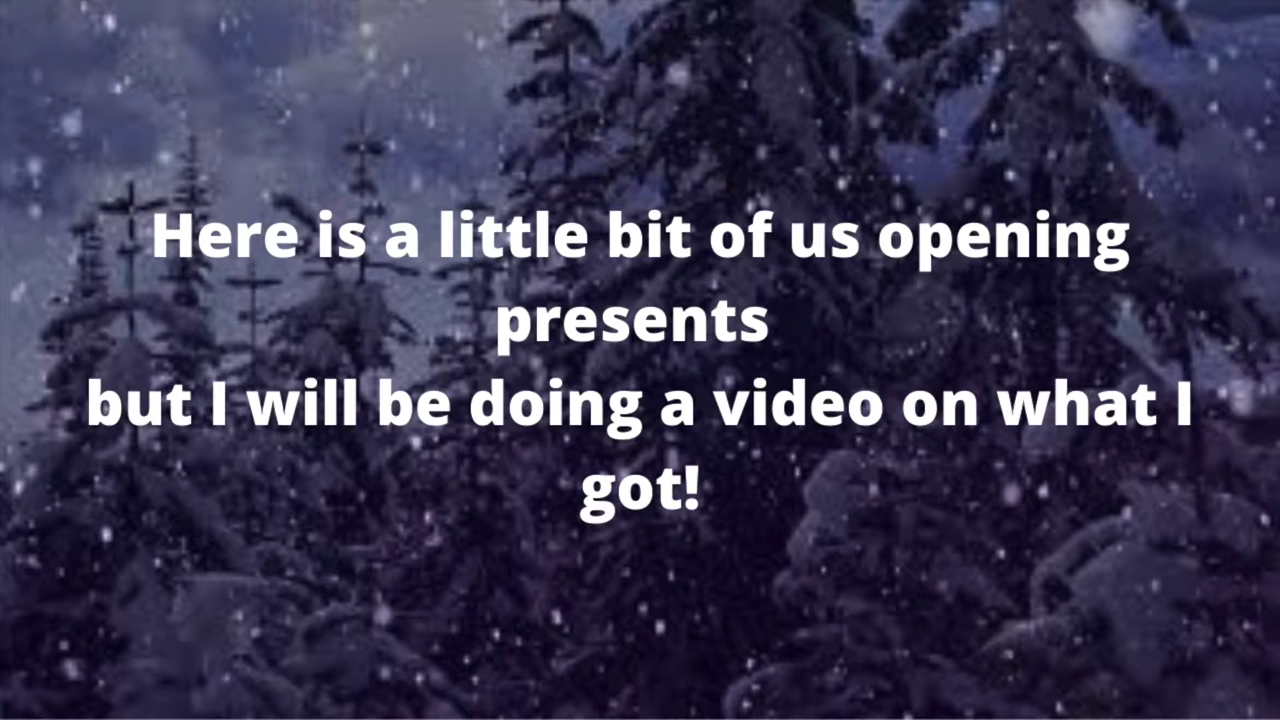 Here is a little bit of us opening
presents
but I will be doing a video on what I
got!